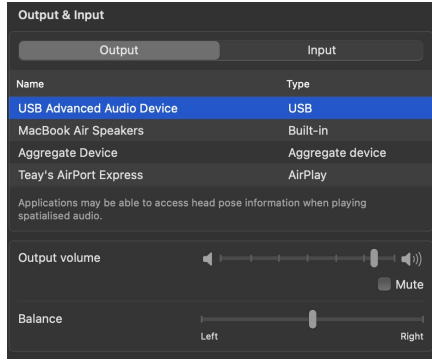 Output & Input
Output Input
Name Type
USB Advanced Audio Device USB
MacBook Air Speakers Built-in
Aggregate Device Aggregate device
Teay's AirPort Express AirPlay
Applications may be able to access head pose information when playing
spatialised audio.
Output volume
Mute
Balance
Left Right